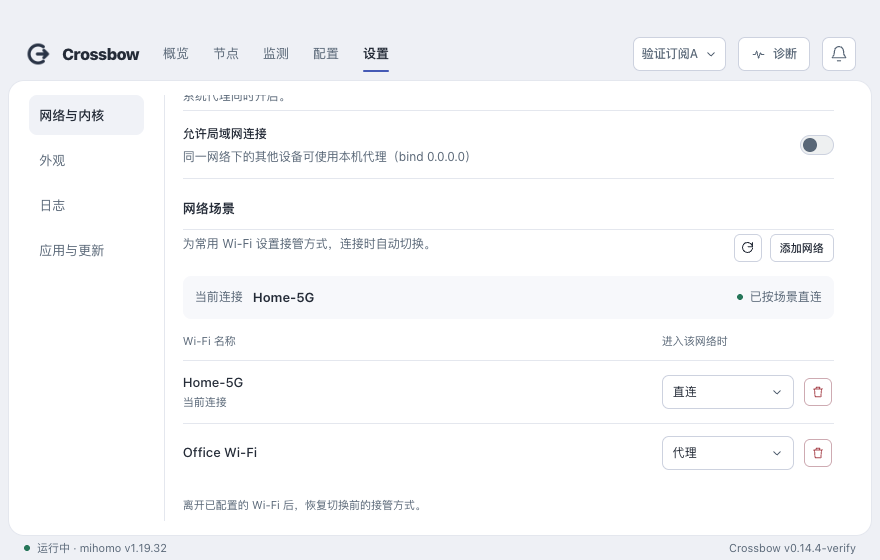 Crossbow
概览
节点
监测
配置
设置
验证订阅A
诊断
网络与内核
外观
日志
应用与更新
系统代理同时开启。
允许局域网连接
同一网络下的其他设备可使用本机代理（bind 0.0.0.0）
网络场景
为常用 Wi-Fi 设置接管方式，连接时自动切换。
添加网络
当前连接 Home-5G
已按场景直连
Wi-Fi 名称
进入该网络时
Home-5G
当前连接
直连
Office Wi-Fi
代理
离开已配置的 Wi-Fi 后，恢复切换前的接管方式。
运行中 · mihomo v1.19.32
Crossbow v0.14.4-verify